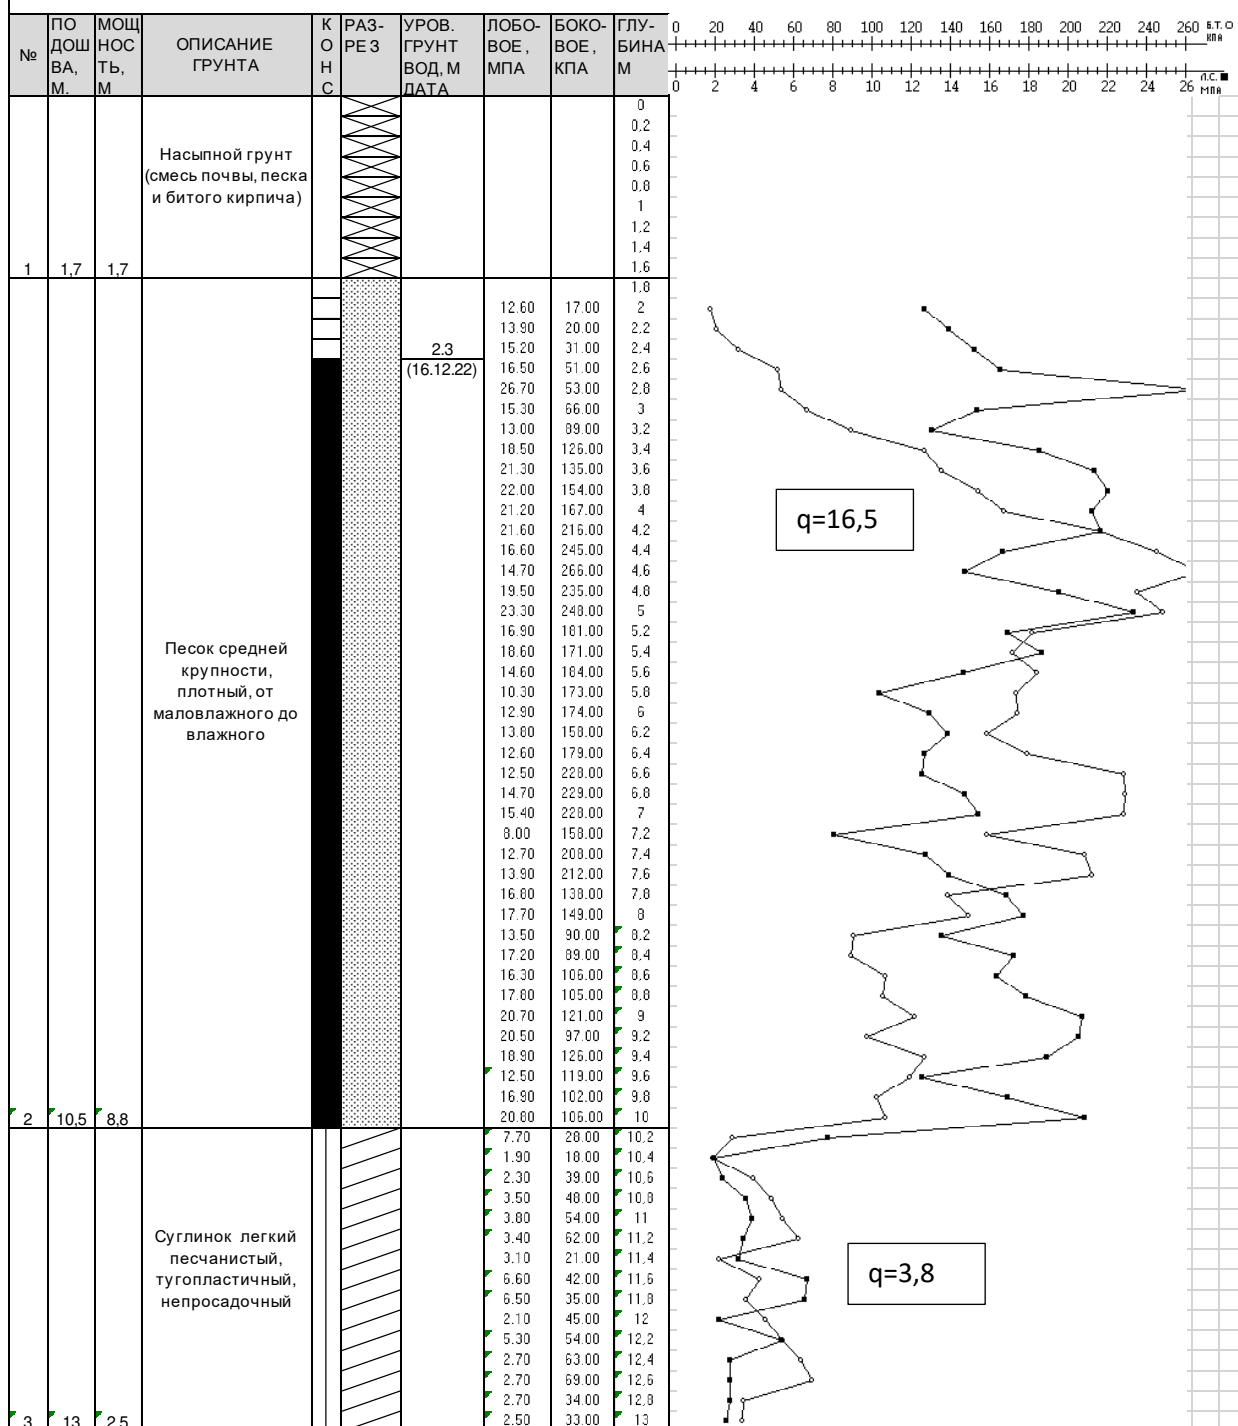 №
ПО
ДОШ
ВА,
М.
МОЩ
НОС
ТЬ,
М
ОПИСАНИЕ
ГРУНТА
К
О
Н
С
РАЗ-
РЕЗ
УРОВ.
ГРУНТ
ВОД, М
ДАТА
ЛОБО-
ВОЕ,
МПА
БОКО-
ВОЕ,
КПА
ГЛУ-
БИНА
М
0 20 40 60 80 100 120 140 160 180 200 220 240 260 Б.Т. О
КПА
0 2 4 6 8 10 12 14 16 18 20 22 24 26 Л.С. ■
МПА
0
0.2
0.4
Насыпной грунт
(смесь почвы, песка
и битого кирпича)
0.6
0.8
1
1.2
1.4
1 1,7 1,7 1.6
1.8
12.60 17.00 2
13.90 20.00 2.2
2.3 15.20 31.00 2.4
(16.12.22) 16.50 51.00 2.6
26.70 53.00 2.8
15.30 66.00 3
13.00 89.00 3.2
18.50 126.00 3.4
21.30 135.00 3.6
22.00 154.00 3.8
21.20 167.00 4
q=16,5
21.60 216.00 4.2
16.60 245.00 4.4
14.70 266.00 4.6
19.50 235.00 4.8
23.30 248.00 5
16.90 181.00 5.2
18.60 171.00 5.4
Песок средней
крупности,
плотный, от
маловлажного до
влажного
14.60 184.00 5.6
10.30 173.00 5.8
12.90 174.00 6
13.80 158.00 6.2
12.60 179.00 6.4
12.50 228.00 6.6
14.70 229.00 6.8
15.40 228.00 7
8.00 158.00 7.2
12.70 208.00 7.4
13.90 212.00 7.6
16.80 138.00 7.8
17.70 149.00 8
13.50 90.00 8.2
17.20 89.00 8.4
16.30 106.00 8.6
17.80 105.00 8.8
20.70 121.00 9
20.50 97.00 9.2
18.90 126.00 9.4
12.50 119.00 9.6
16.90 102.00 9.8
2 10,5 8,8 20.80 106.00 10
7.70 28.00 10,2
1.90 18.00 10,4
2.30 39.00 10,6
3.50 48.00 10,8
3.80 54.00 11
Суглинок легкий
песчанистый,
тугопластичный,
непросадочный
3.40 62.00 11,2
3.10 21.00 11,4
q=3,8
6.60 42.00 11,6
6.50 35.00 11,8
2.10 45.00 12
5.30 54.00 12,2
2.70 63.00 12,4
2.70 69.00 12,6
2.70 34.00 12,8
3 13 2,5 2.50 33.00 13